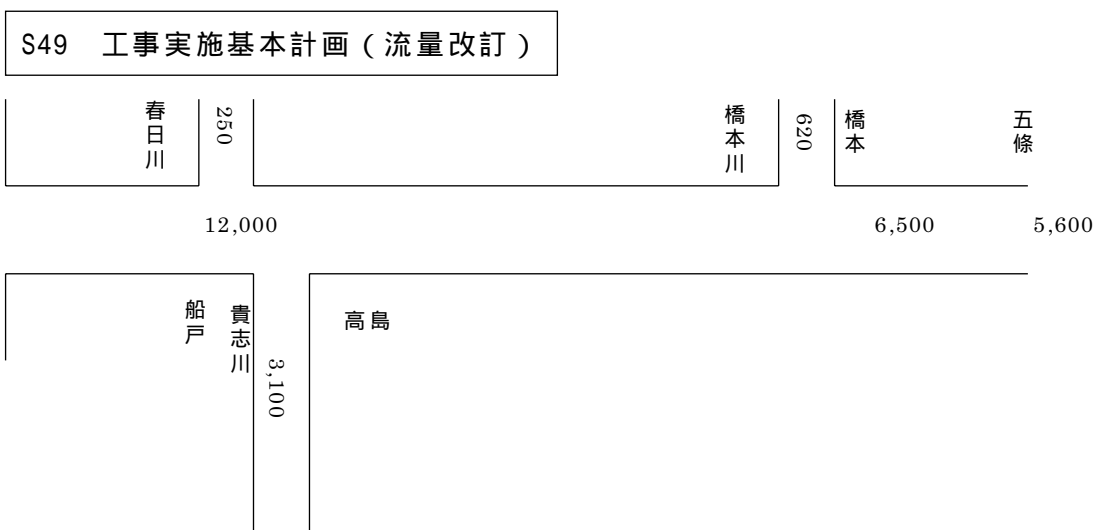 S49 工事実施基本計画（流量改訂）
春日川
250
橋本川
620
橋本
五條
12,000
6,500
5,600
船戸
貴志川
3,100
高島